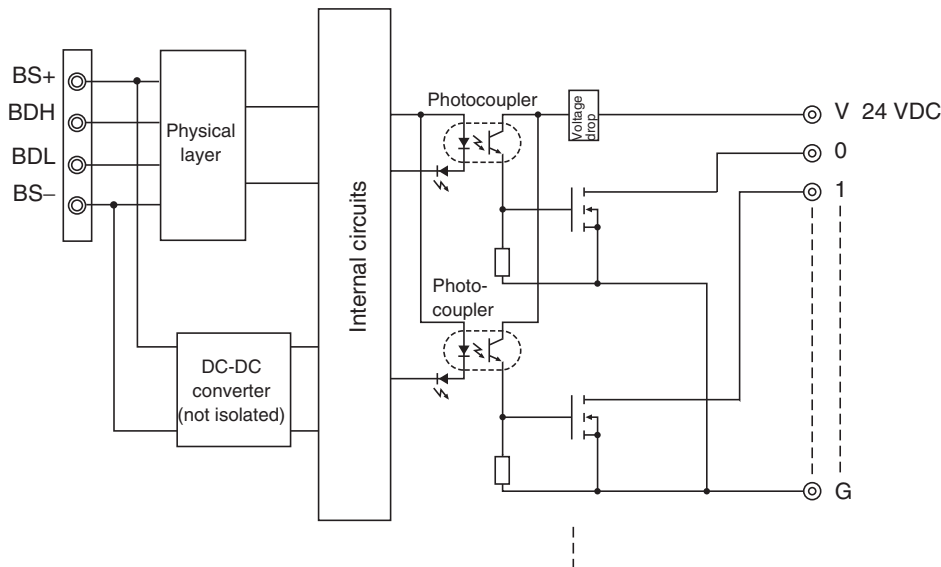 BS+
BDH
BDL
BS−
Physical
layer
DC-DC
converter
(not isolated)
Internal circuits
Photocoupler
Voltage
drop
Photo-
coupler
V 24 VDC
0
1
G